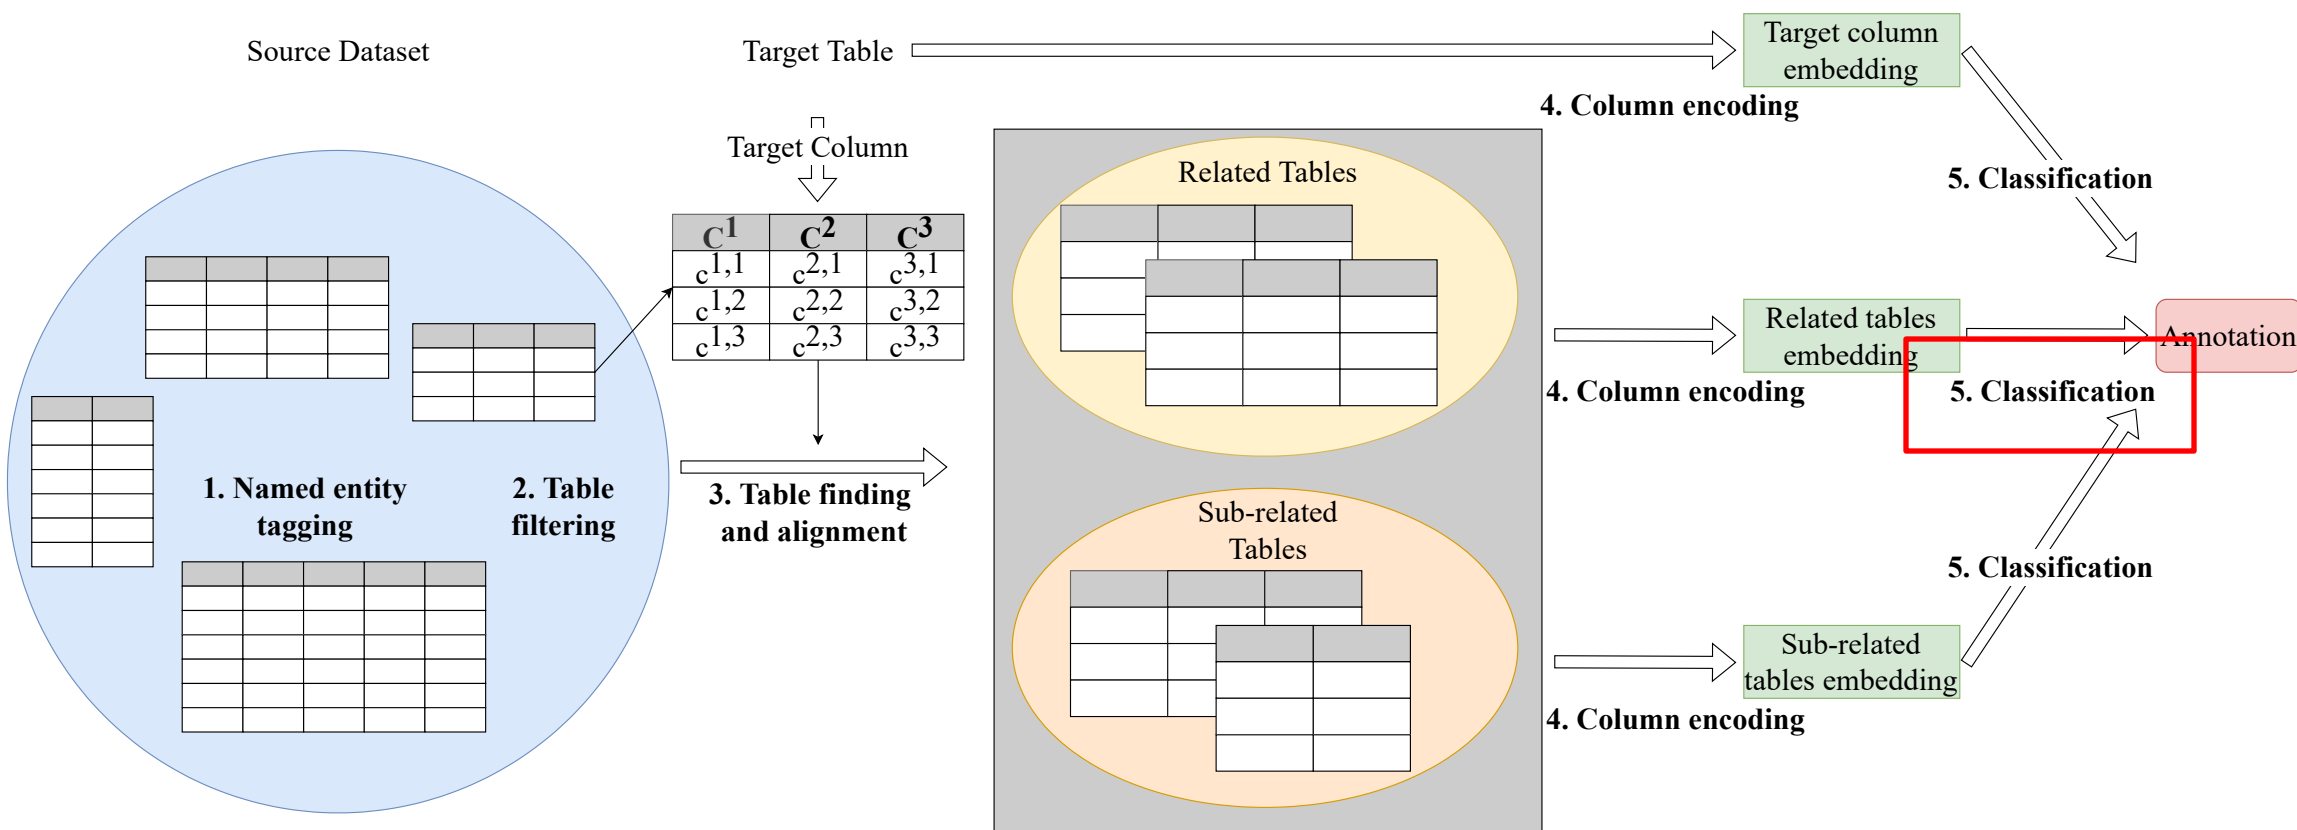 Source Dataset
Target Table
Target column
embedding
4. Column encoding
Target Column
Related Tables
5. Classification
C1 C2 C3
c1,1 c2,1 c3,1
c1,2 c2,2 c3,2
c1,3 c2,3 c3,3
Related tables
embedding
Annotation
4. Column encoding
5. Classification
1. Named entity
tagging
2. Table
filtering
3. Table finding
and alignment
Sub-related
Tables
5. Classification
Sub-related
tables embedding
4. Column encoding